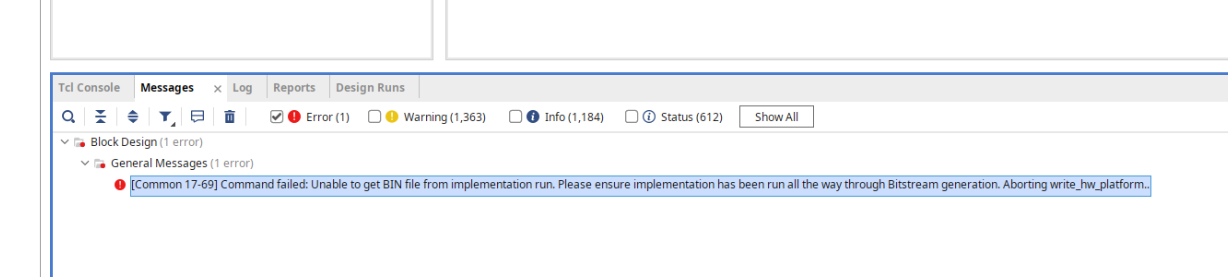 Tcl Console Messages × Log Reports Design Runs
Error (1) Warning (1,363) Info (1,184) Status (612) Show All
Block Design (1 error)
General Messages (1 error)
[Common 17-69] Command failed: Unable to get BIN file from implementation run. Please ensure implementation has been run all the way through Bitstream generation. Aborting write_hw_platform..